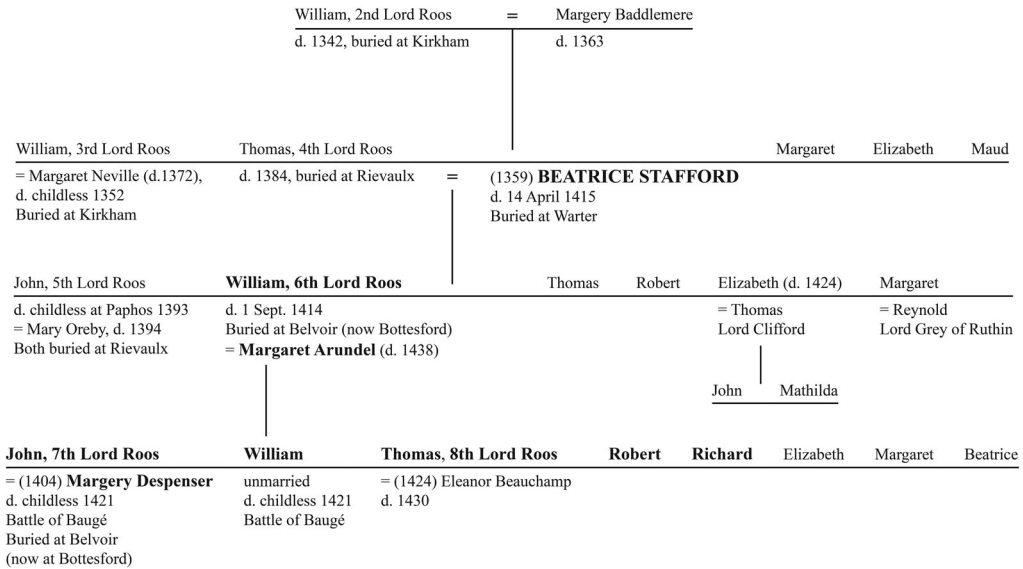 William, 2nd Lord Roos = Margery Baddlemere
d. 1342, buried at Kirkham d. 1363
William, 3rd Lord Roos Thomas, 4th Lord Roos Margaret Elizabeth Maud
= Margaret Neville (d.1372), d. 1384, buried at Rievaulx = (1359) BEATRICE STAFFORD
d. childless 1352 d. 14 April 1415
Buried at Kirkham Buried at Warter
John, 5th Lord Roos William, 6th Lord Roos Thomas Robert Elizabeth (d. 1424) Margaret
d. childless at Paphos 1393 d. 1 Sept. 1414 = Thomas = Reynold
= Mary Oreby, d. 1394 Buried at Belvoir (now Bottesford) Lord Clifford Lord Grey of Ruthin
Both buried at Rievaulx = Margaret Arundel (d. 1438)
John Mathilda
John, 7th Lord Roos William Thomas, 8th Lord Roos Robert Richard Elizabeth Margaret Beatrice
= (1404) Margery Despenser unmarried = (1424) Eleanor Beauchamp
d. childless 1421 d. childless 1421 d. 1430
Battle of Baugé Battle of Baugé
Buried at Belvoir
(now at Bottesford)